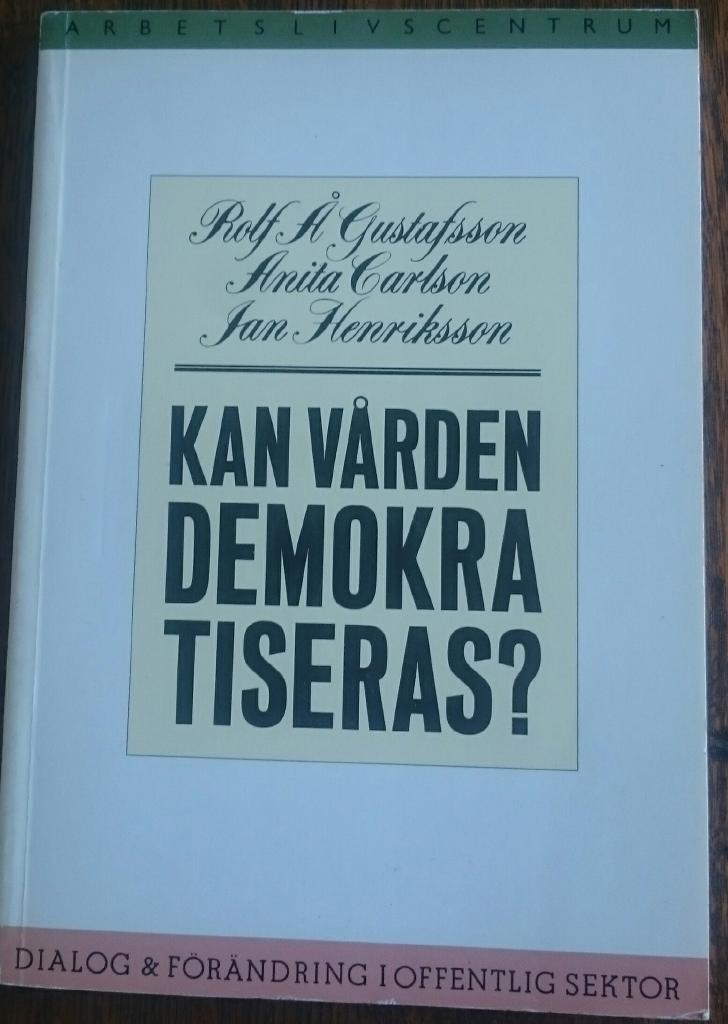 ARBETSLIVSCENTRUM
Rolf Å Gustafsson
Anita Carlson
Jan Henriksson
KAN VÅRDEN
DEMOKRA
TISERAS?
DIALOG & FÖRÄNDRING I OFFENTLIG SEKTOR